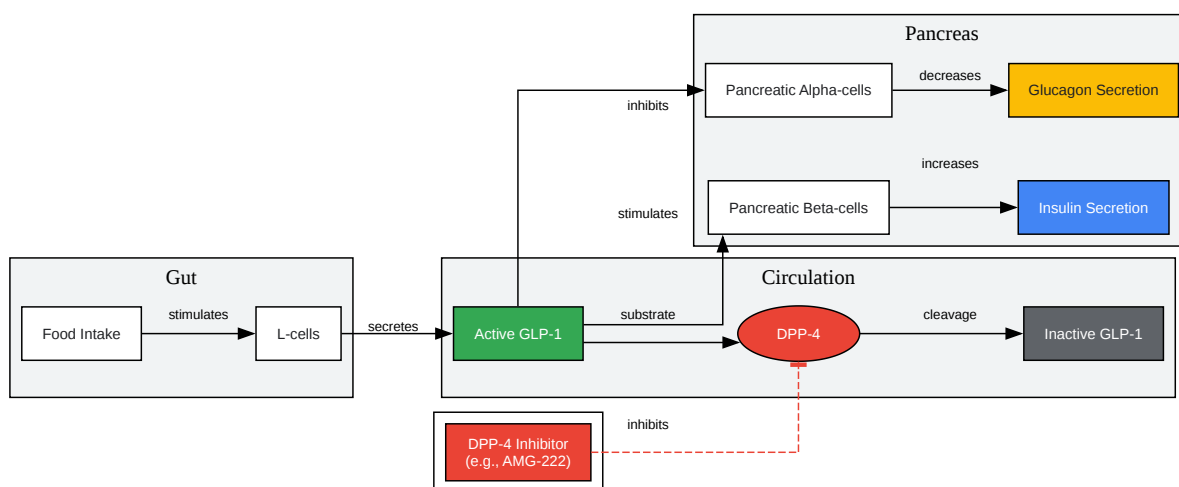 Pancreas
Pancreatic Alpha-cells
decreases
Glucagon Secretion
inhibits
increases
Pancreatic Beta-cells
Insulin Secretion
stimulates
Gut
Food Intake
stimulates
L-cells
secretes
Circulation
Active GLP-1
substrate
DPP-4
cleavage
Inactive GLP-1
DPP-4 Inhibitor
(e.g., AMG-222)
inhibits